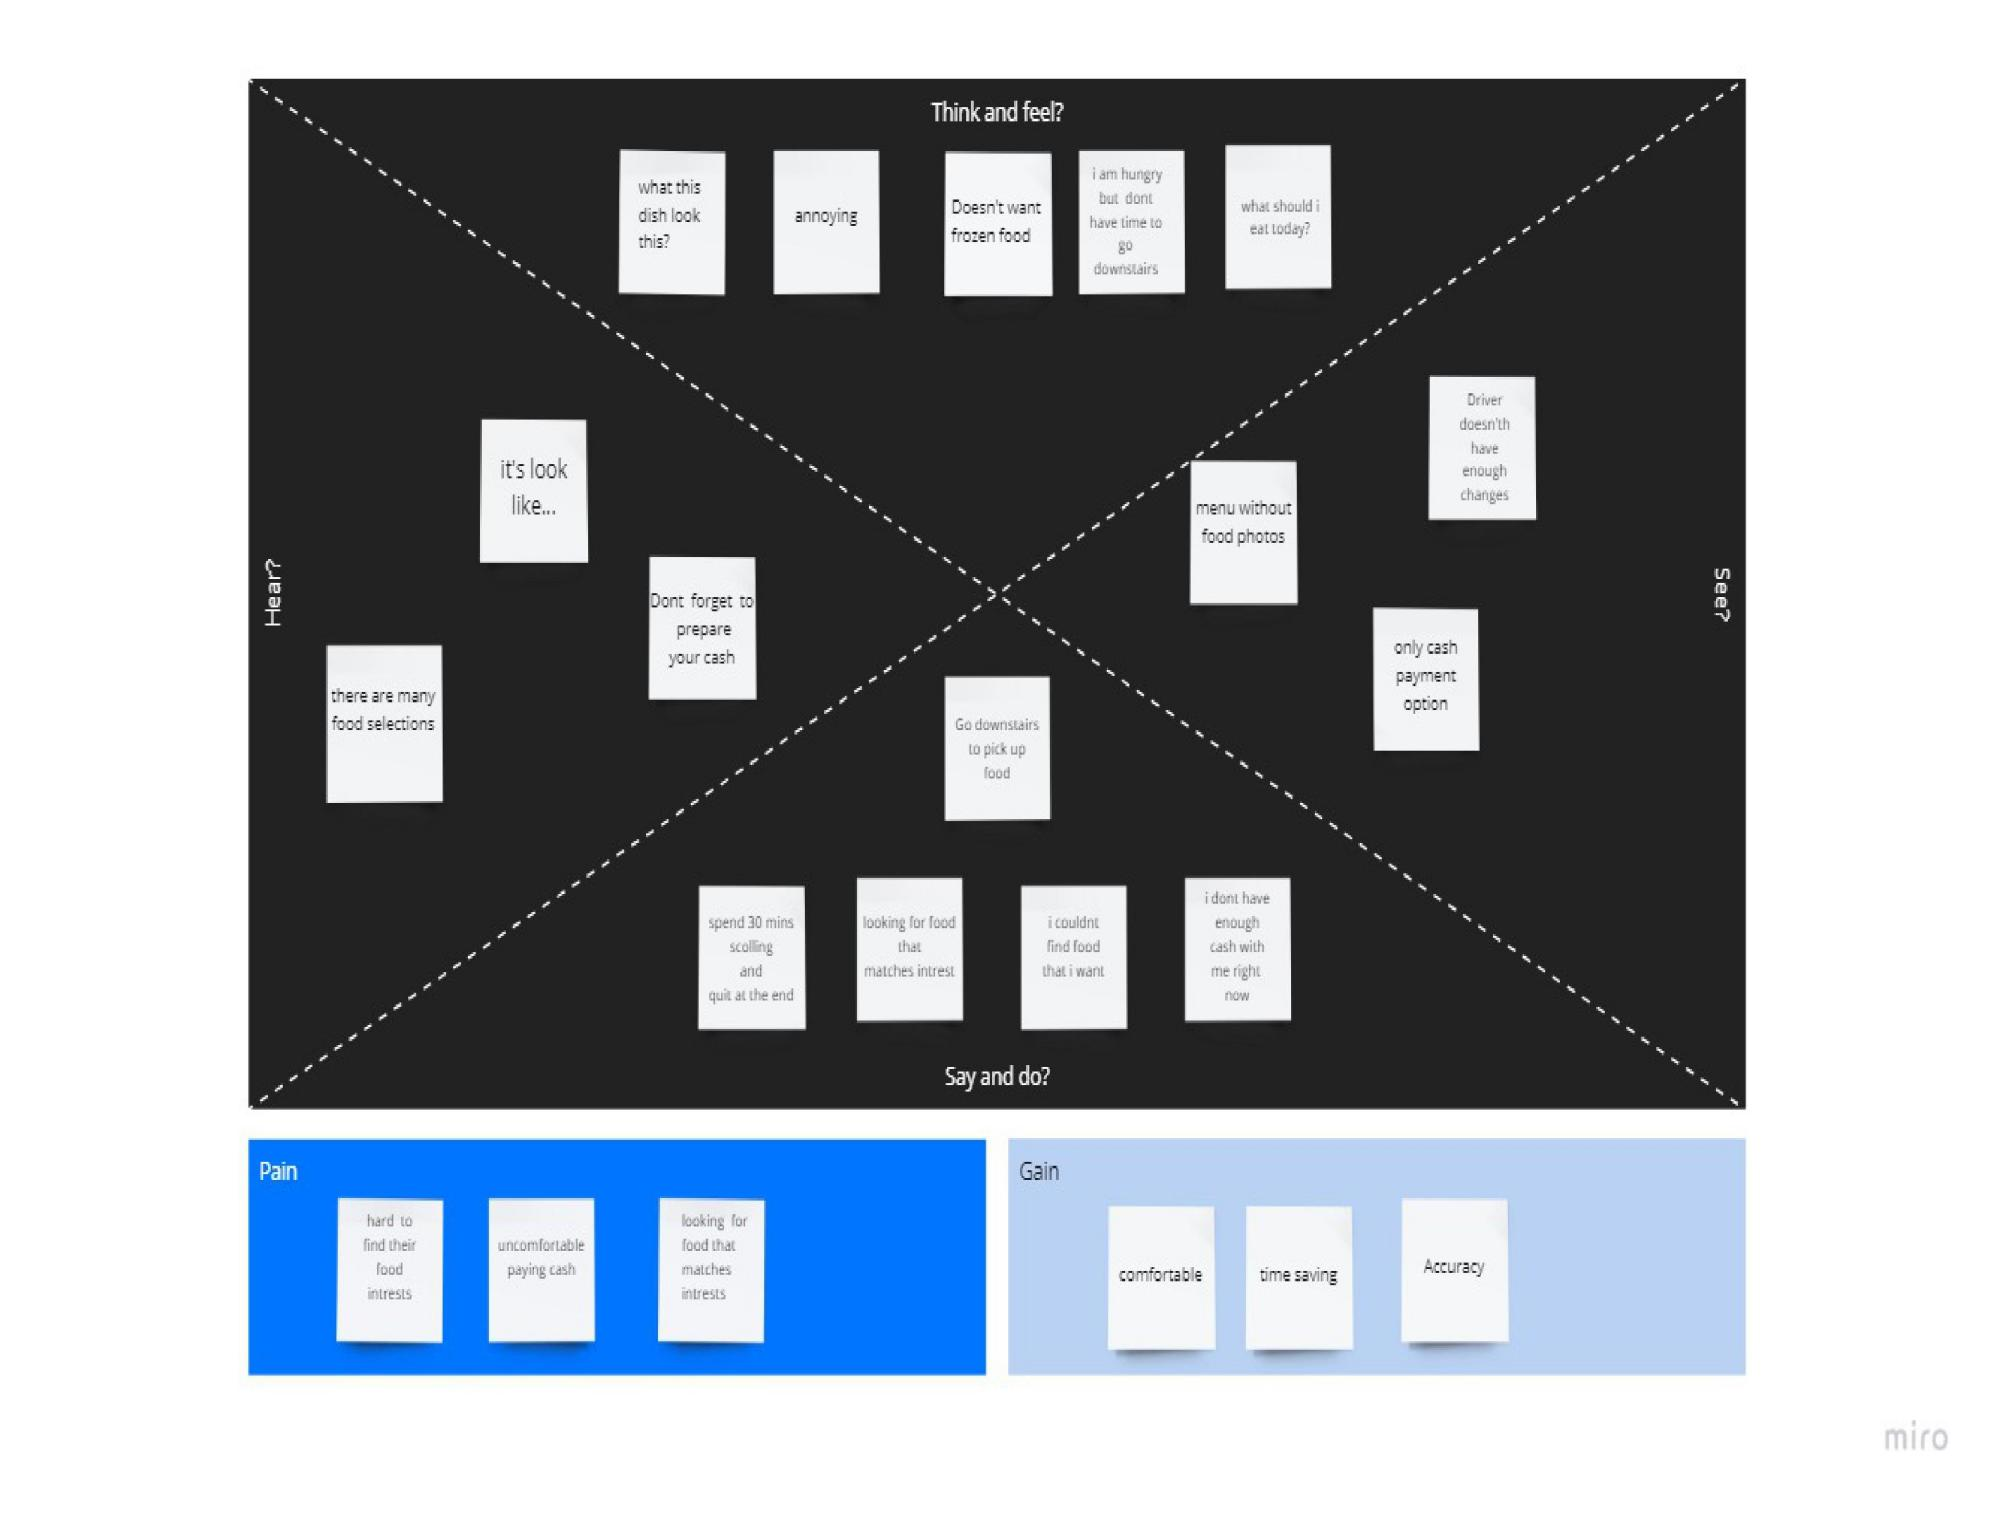 Think and feel?
what this
dish look
this?
annoying
Doesn't want
frozen food
i am hungry
but dont
have time to
go
downstairs
what should i
eat today?
Hear?
it's look
like...
Dont forget to
prepare
your cash
there are many
food selections
See?
Driver
doesn'th
have
enough
changes
menu without
food photos
only cash
payment
option
Go downstairs
to pick up
food
spend 30 mins
scolling
and
quit at the end
looking for food
that
matches intrest
i couldnt
find food
that i want
i dont have
enough
cash with
me right
now
Say and do?
Pain
hard to
find their
food
intrests
uncomfortable
paying cash
looking for
food that
matches
intrests
Gain
comfortable
time saving
Accuracy
miro